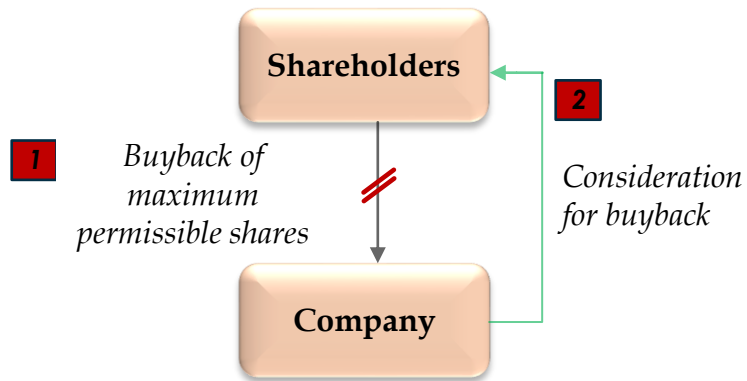 Shareholders
1
Buyback of
maximum
permissible shares
2
Consideration
for buyback
Company